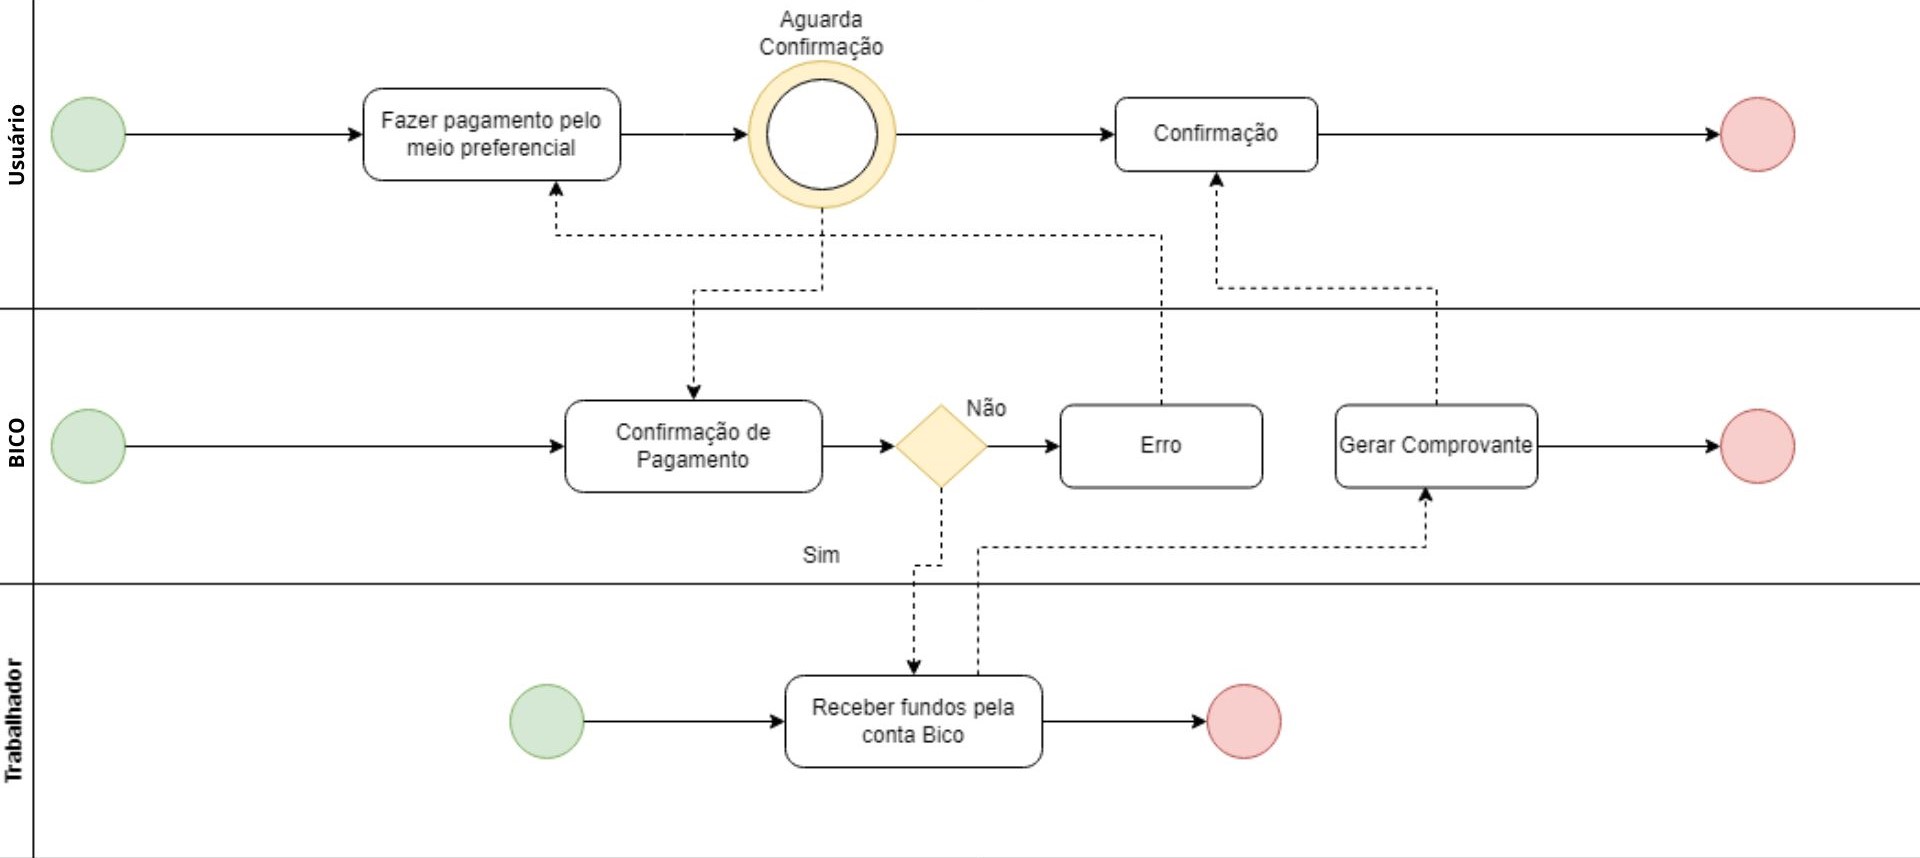 Usuário
Aguarda
Confirmação
Fazer pagamento pelo
meio preferencial
Confirmação
BICO
Confirmação de
Pagamento
Não
Erro
Gerar Comprovante
Sim
Trabalhador
Receber fundos pela
conta Bico